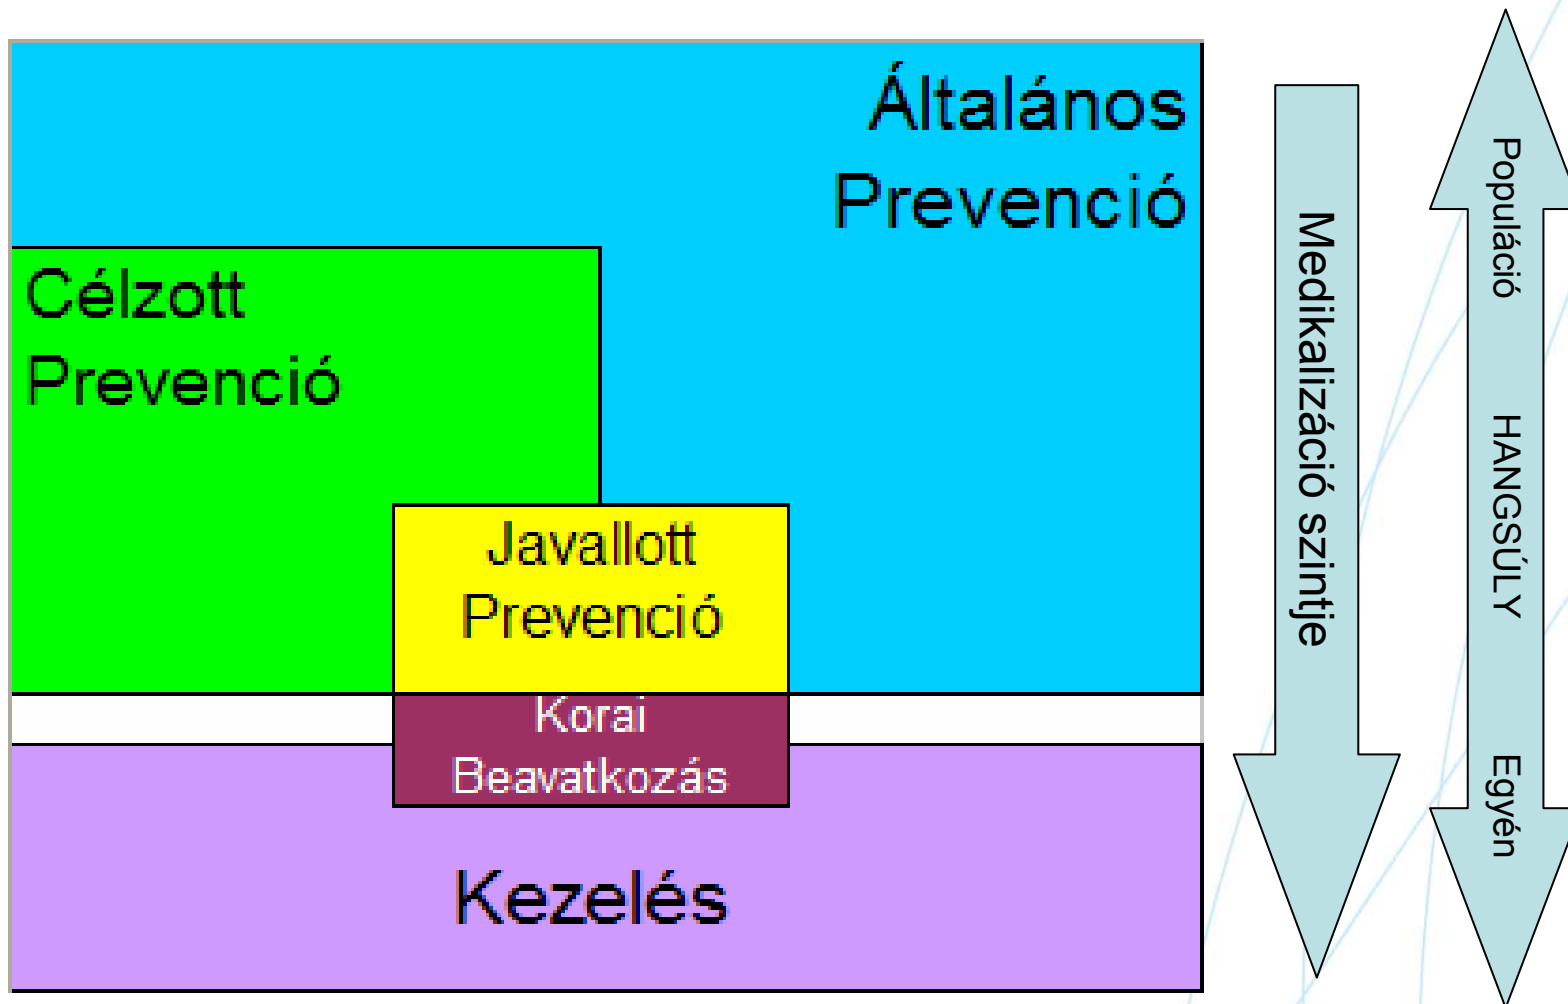 Általános
Prevenció
Célzott
Prevenció
Javallott
Prevenció
Korai
Beavatkozás
Kezelés
Medikalizáció szintje
Populáció
HANGSÚLY
Egyén